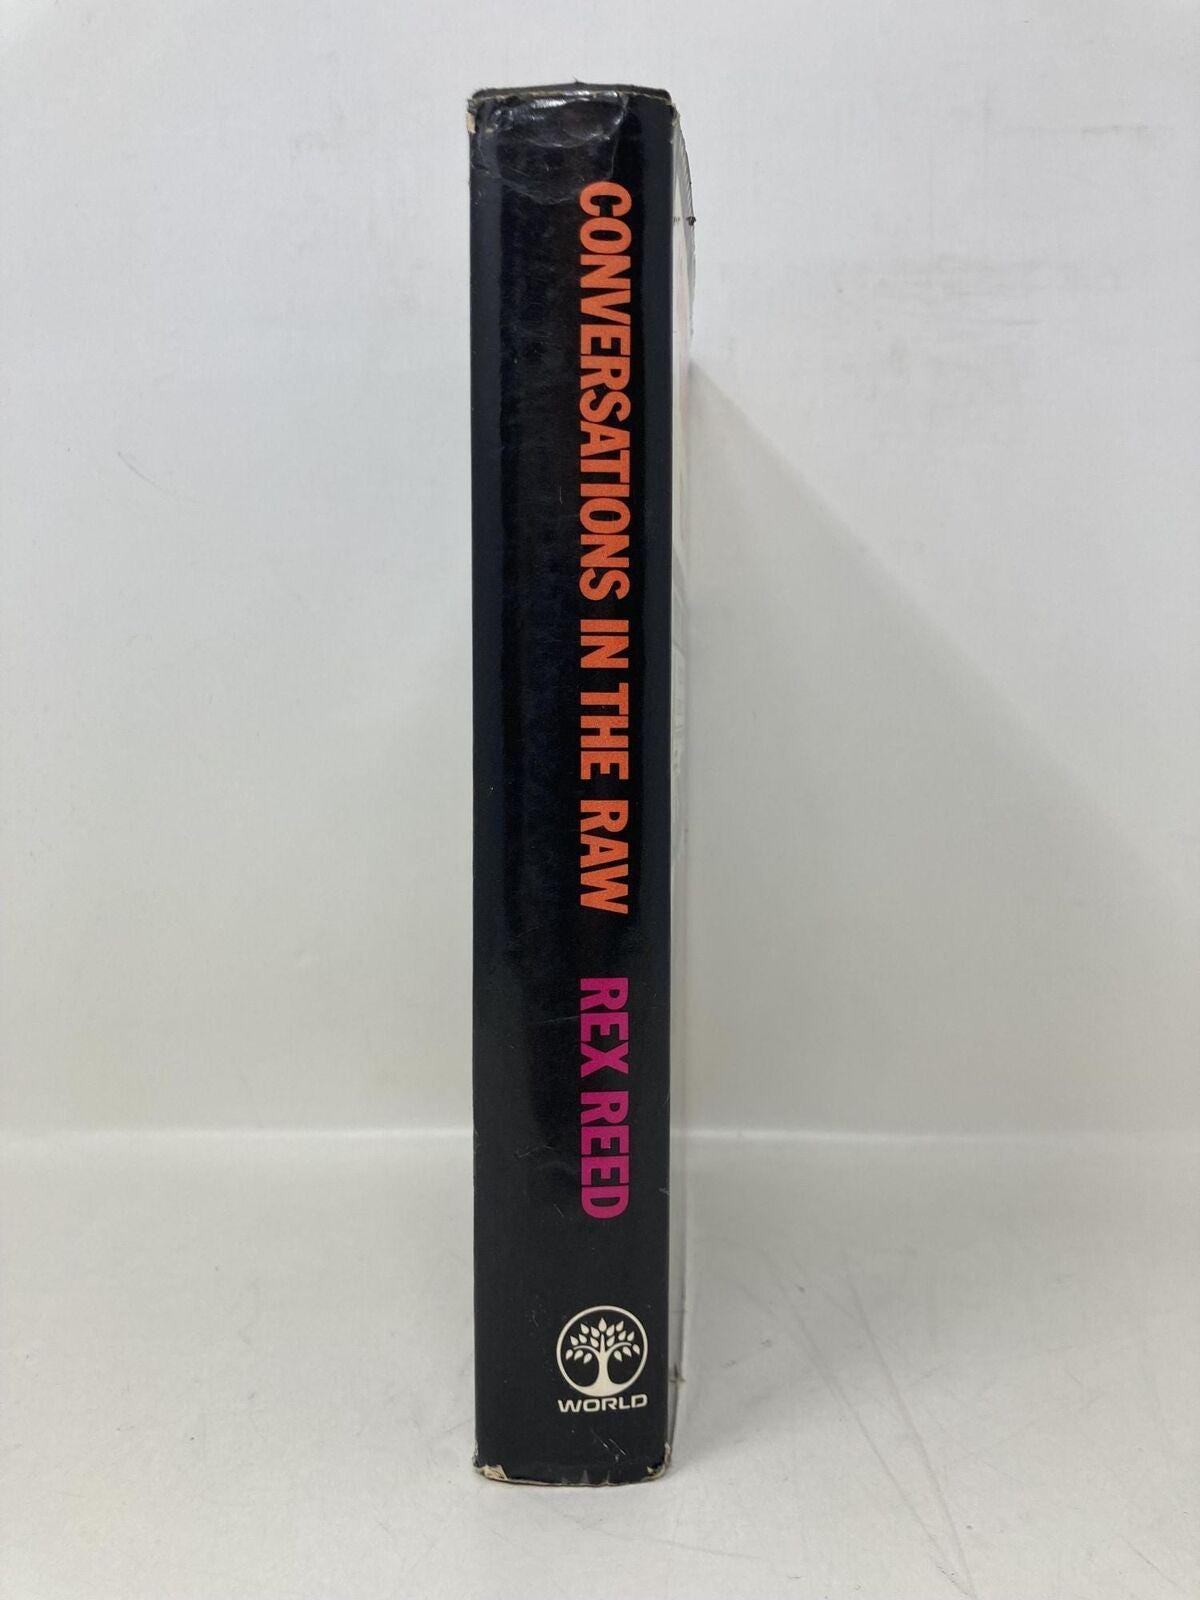 CONVERSATIONS IN THE RAW
REX REED
WORLD